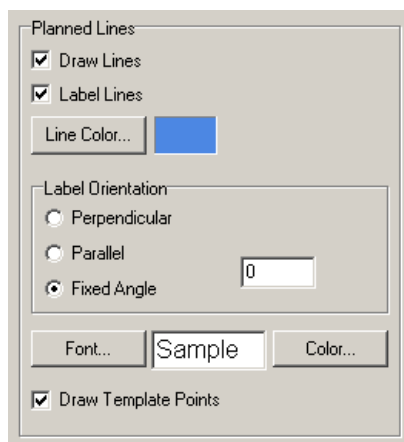 Planned Lines
Draw Lines
Label Lines
Line Color...
Label Orientation
Perpendicular
Parallel
0
Fixed Angle
Font... Sample Color...
Draw Template Points